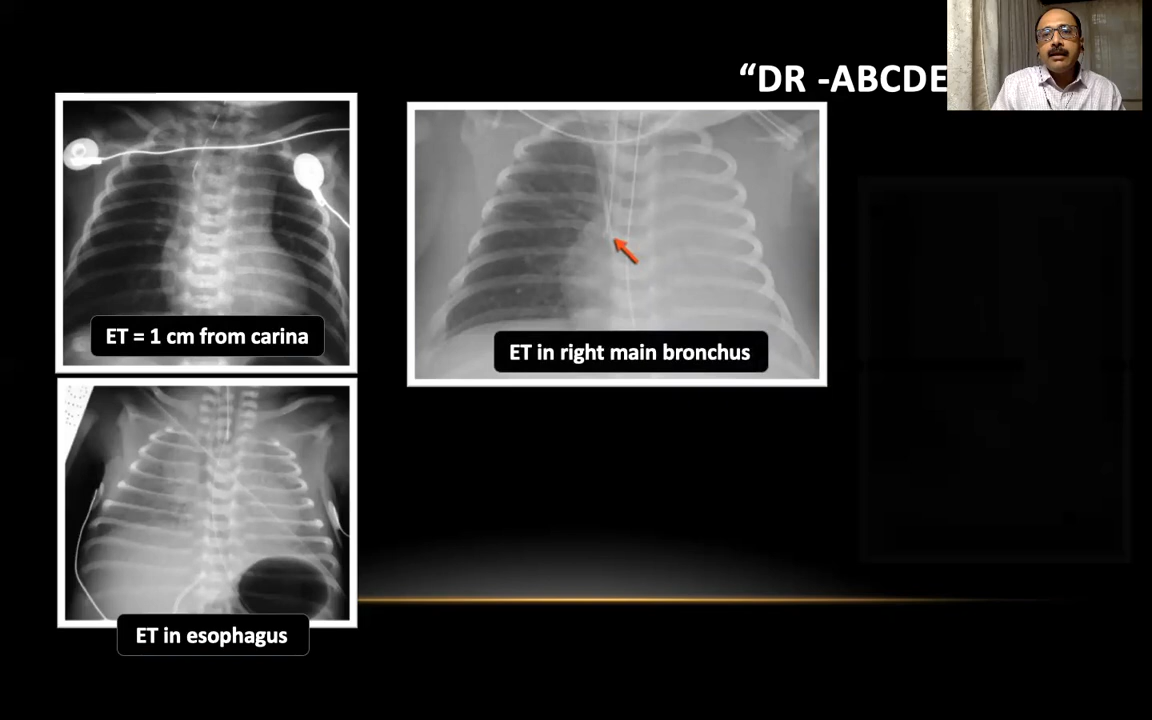 “DR -ABCDE
ET = 1 cm from carina
ET in right main bronchus
ET in esophagus